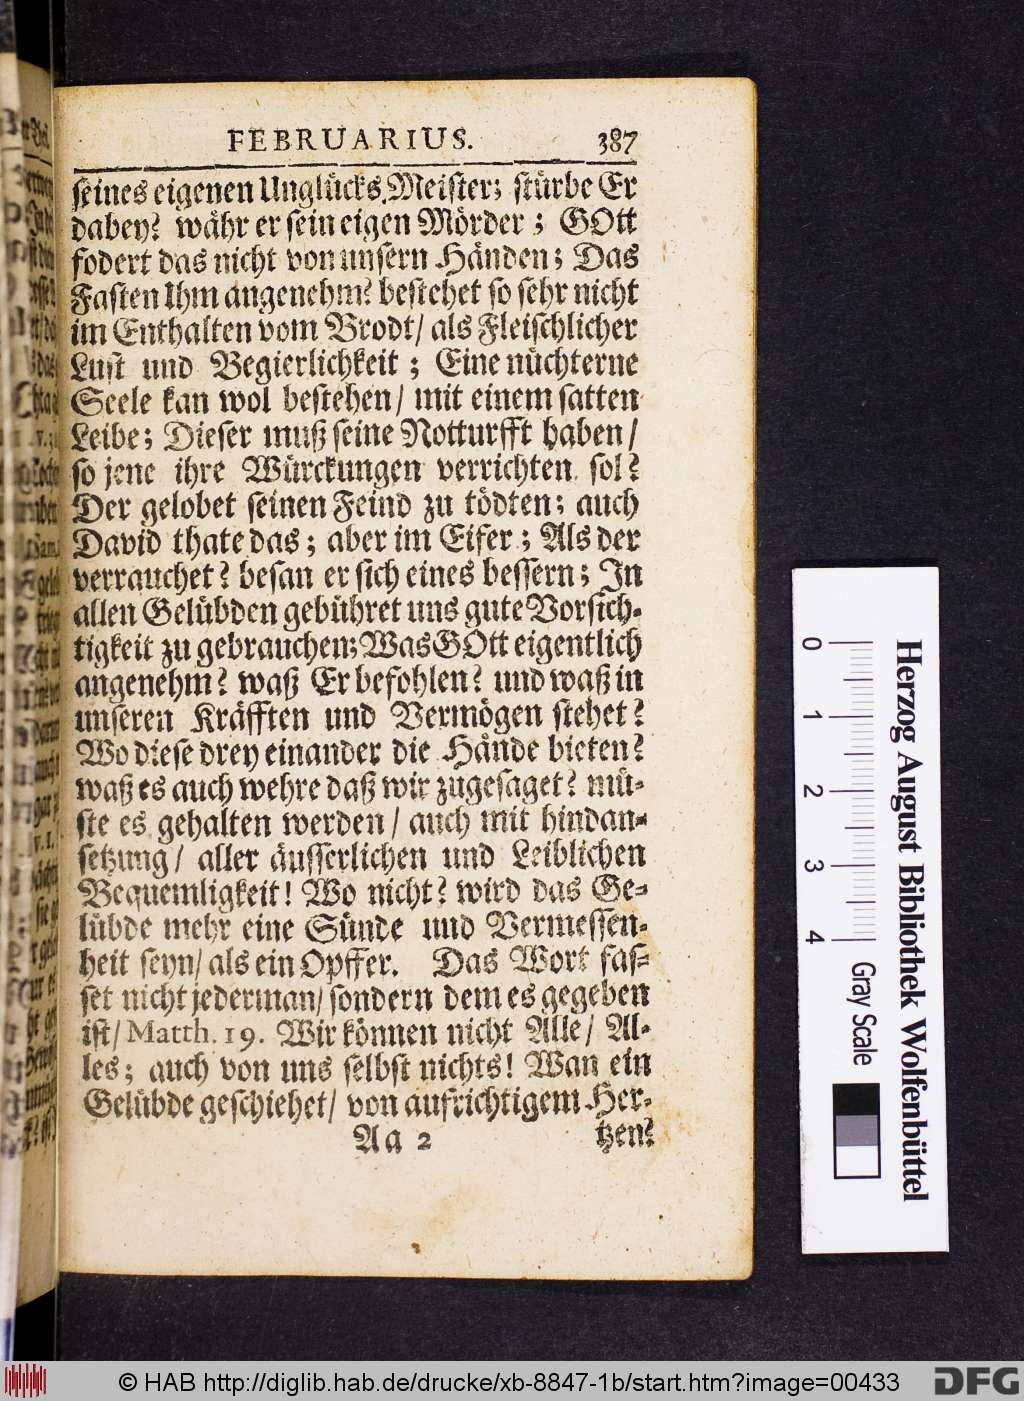 FEBRUARIUS. 387
seines eigenen Unglücks Meister; stürbe Er
dabey? währ er sein eigen Mörder; GOtt
fodert das nicht von unsern Händen; Das
Fasten Ihm angenehm? bestehet so sehr nicht
im Enthalten vom Brodt/ als Fleischlicher
Lust und Begierlichkeit; Eine nüchterne
Seele kan wol bestehen/ mit einem satten
Leibe; Dieser muß seine Notturfft haben/
so jene ihre Würckungen verrichten sol?
Der gelobet seinen Feind zu tödten; auch
David thate das; aber im Eifer; Als der
verrauchet? besan er sich eines bessern; In
allen Gelübden gebühret uns gute Vorsich-
tigkeit zu gebrauchen; Was GOtt eigentlich
angenehm? waß Er befohlen? und waß in
unseren Kräfften und Vermögen stehet?
Wo diese drey einander die Hände bieten?
waß es auch wehre daß wir zugesaget? mü-
ste es gehalten werden/ auch mit hindan-
setzung/ aller äusserlichen und Leiblichen
Bequemligkeit! Wo nicht? wird das Ge-
lübde mehr eine Sünde und Vermessen-
heit seyn/ als ein Opffer. Das Wort fas-
set nicht jederman/ sondern dem es gegeben
ist/ Matth. 19. Wir können nicht Alle/ Al-
les; auch von uns selbst nichts! Wan ein
Gelübde geschiehet/ von aufrichtigem Her-
Aa 2 tzen?
0 1 2 3 4
Gray Scale
Herzog August Bibliothek Wolfenbüttel
© HAB http://diglib.hab.de/drucke/xb-8847-1b/start.htm?image=00433
DFG